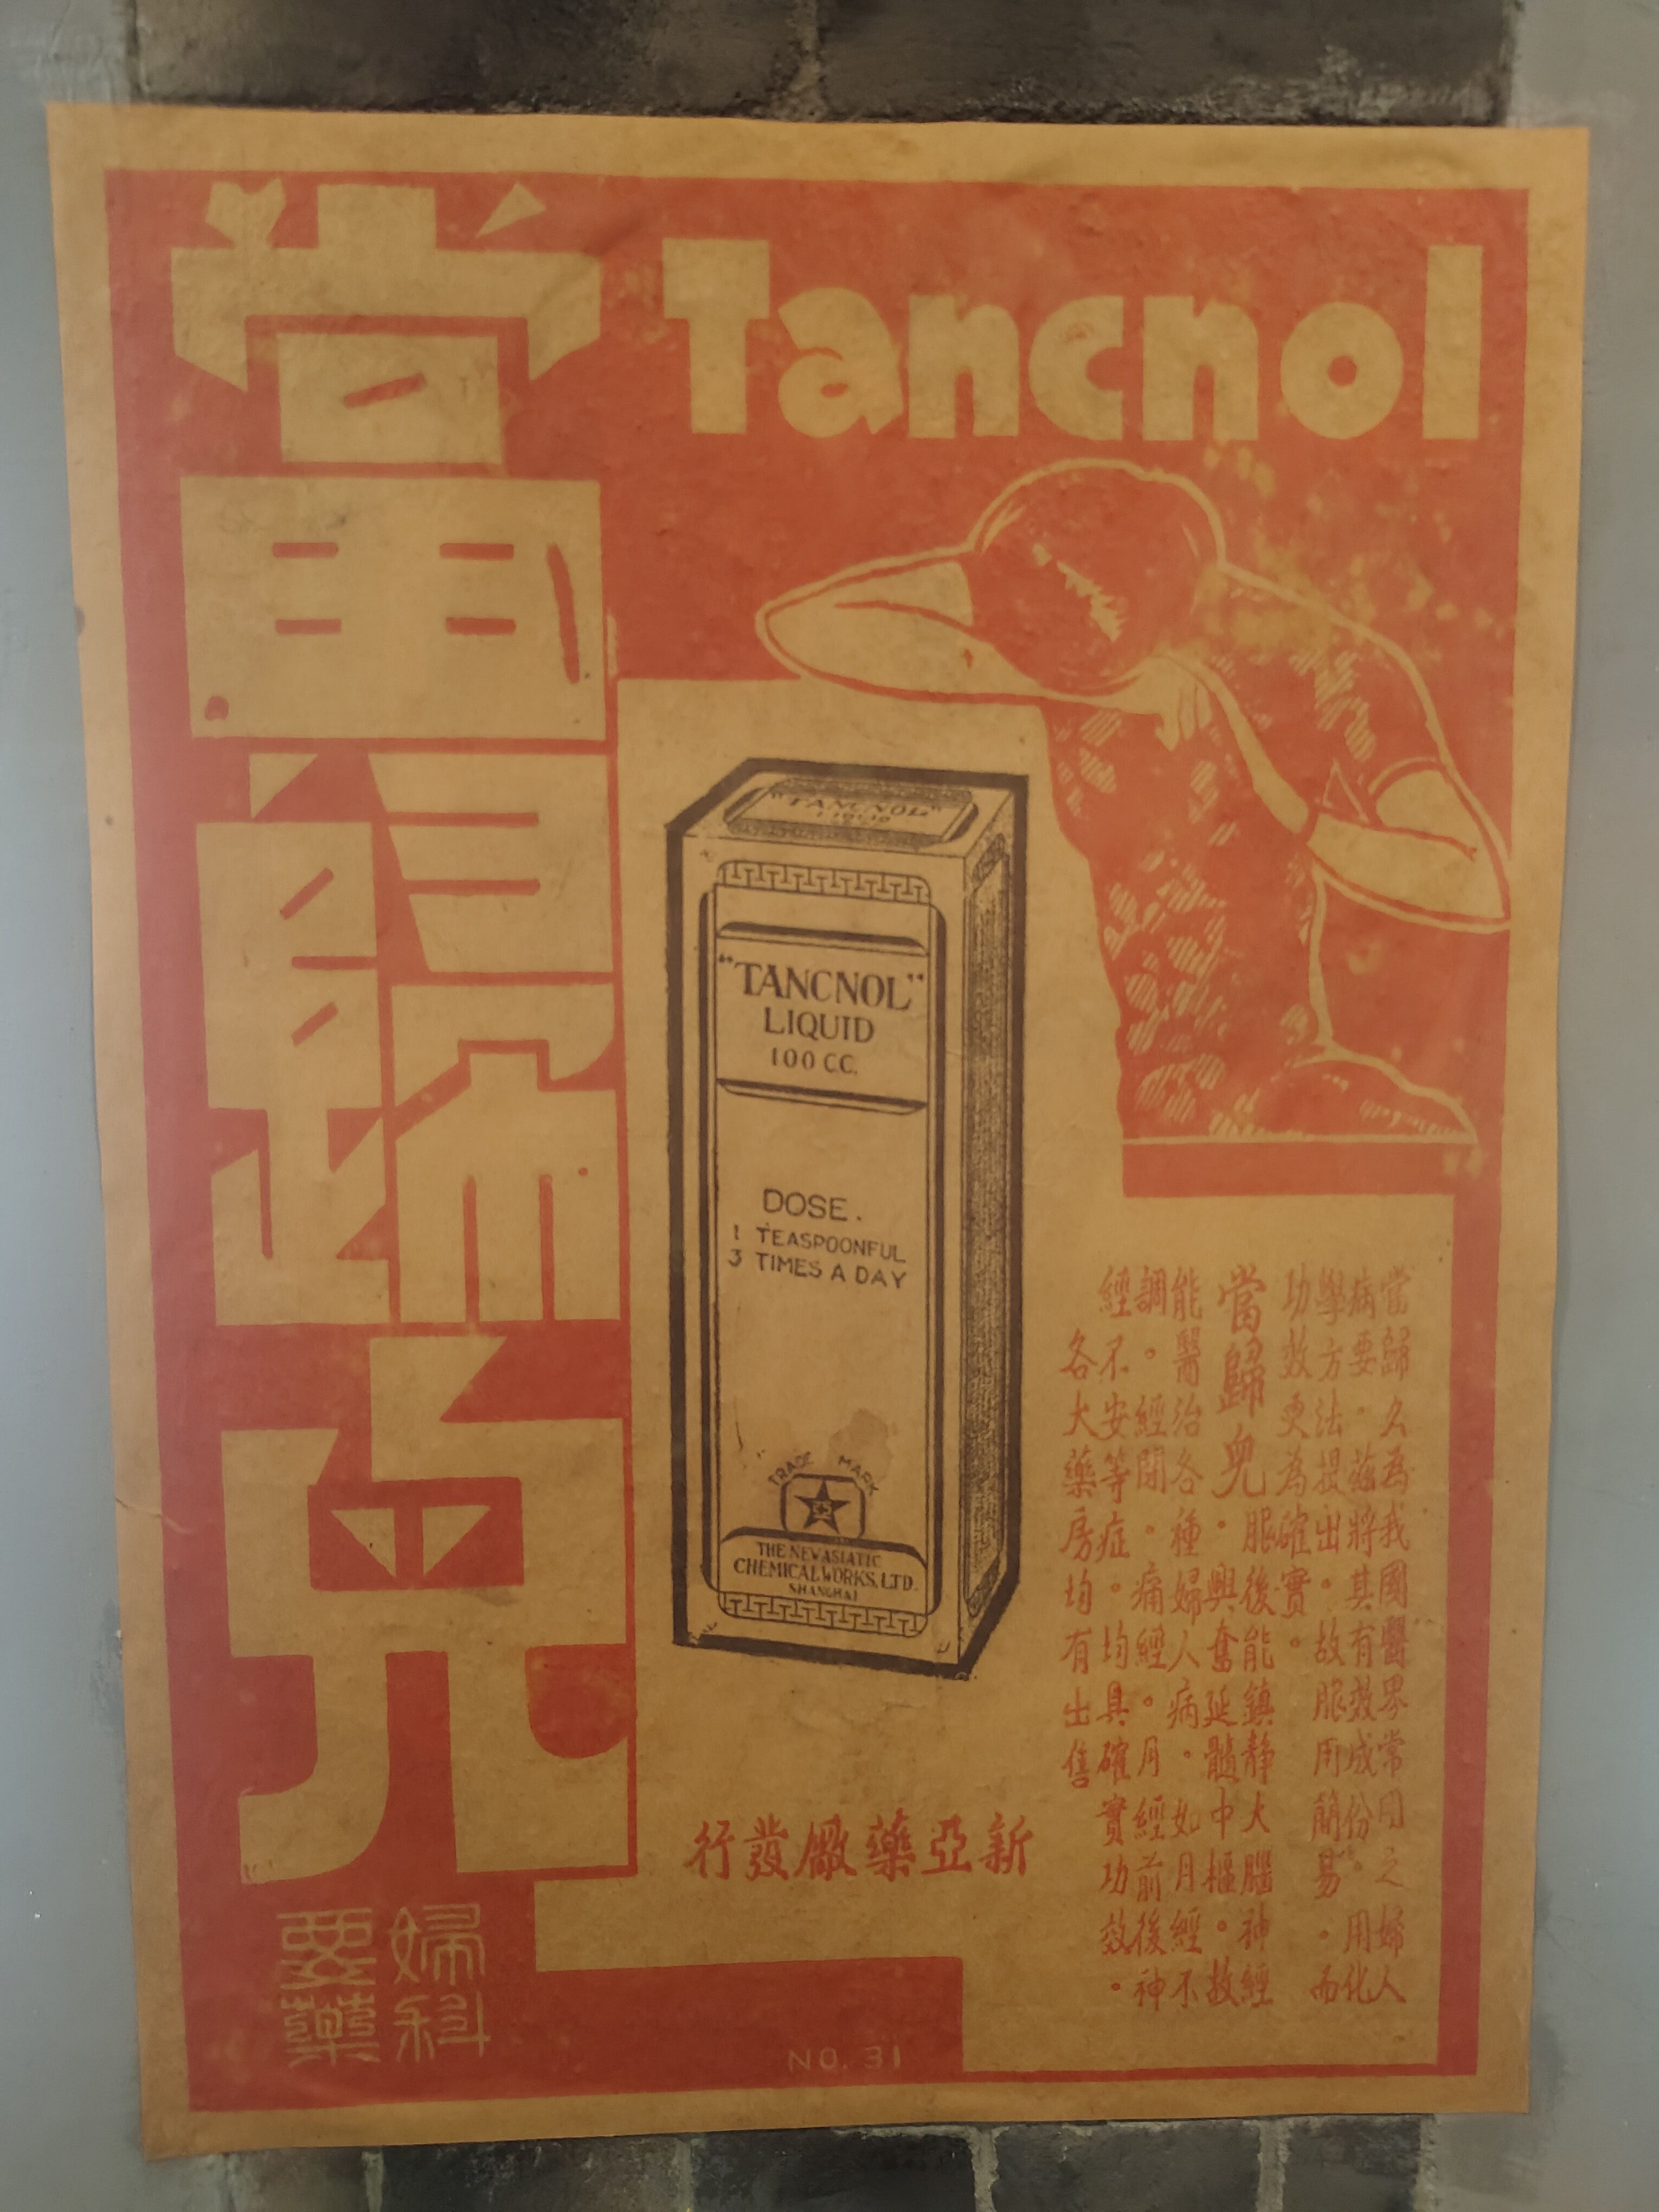 當歸兒
Tancnol
"TANCNOL"
LIQUID
"TANCNOL"
LIQUID
100 C.C.
DOSE.
1 TEASPOONFUL
3 TIMES A DAY
TRADE MARK
THE NEW ASIATIC
CHEMICAL WORKS, LTD.
SHANGHAI
當歸久為我國醫界常用之婦人
病要。茲將其有效成份。用化
學方法提出。故服用簡易。而
功效更為確實。
當歸兒。服後能鎮靜大腦神經
。興奮延髓中樞。故
能醫治各種婦人病。如月經不
調。經閉。痛經。月經前後神
經不安等症。均具確實功效。
各大藥房均有出售
新亞藥廠發行
婦科
要藥
NO. 31